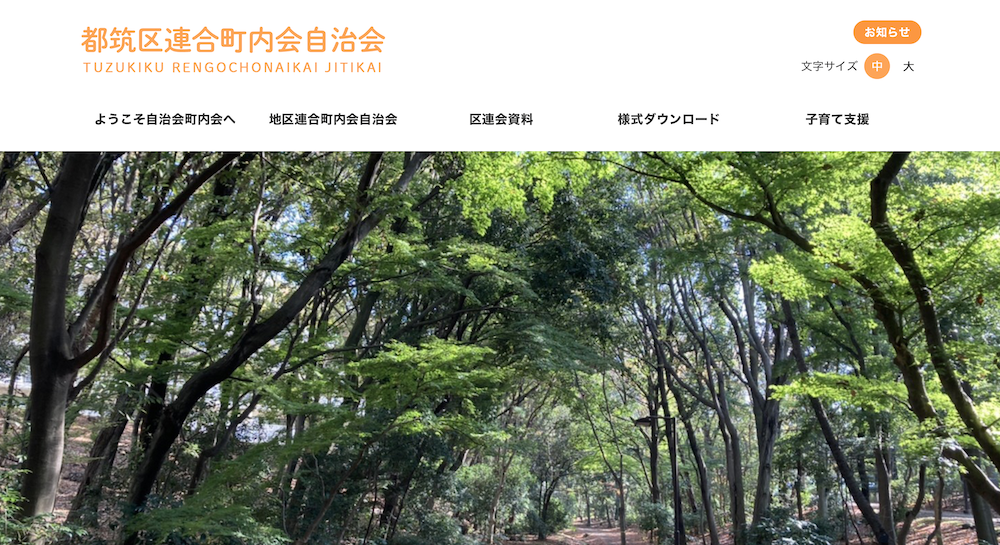 都筑区連合町内会自治会
TUZUKIKU RENGOCHONAIKAI JITIKAI
お知らせ
文字サイズ 中 大
ようこそ自治会町内会へ 地区連合町内会自治会 区連会資料 様式ダウンロード 子育て支援